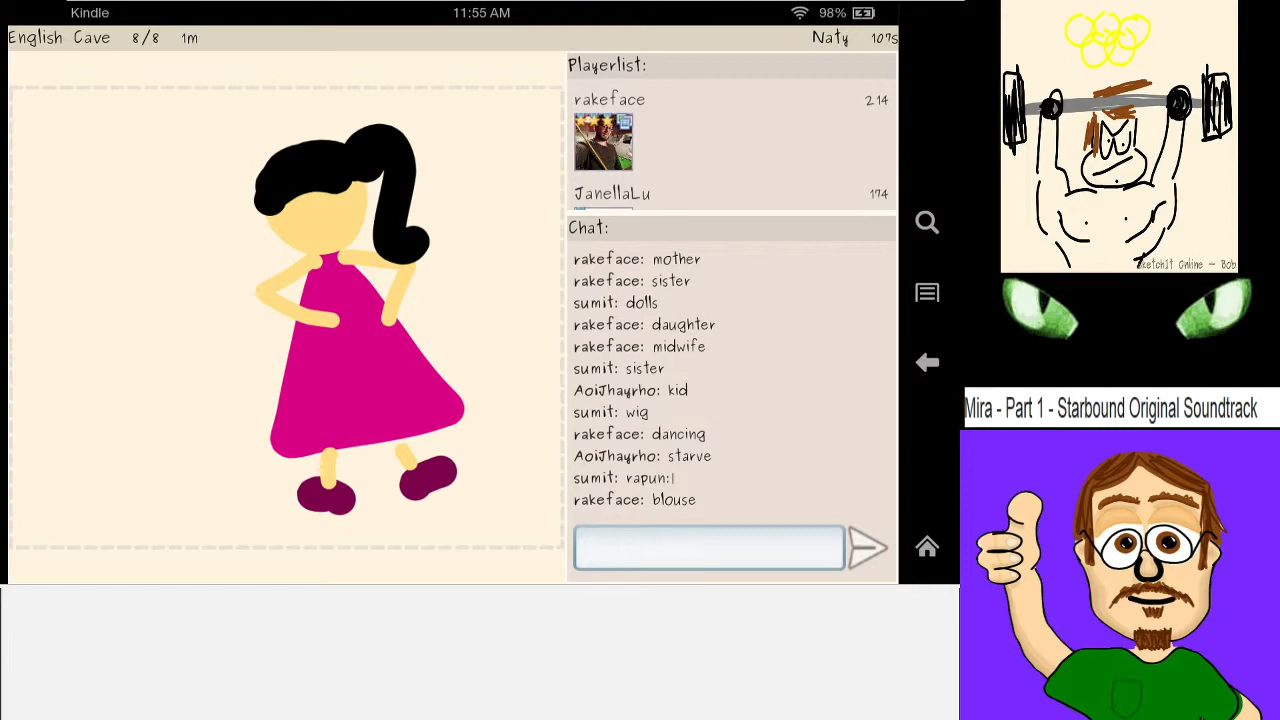 Kindle 11:55 AM 98%
English Cave 8/8 1m Naty 107s
Playerlist:
rakeface 214
JanellaLu 174
Chat:
rakeface: mother
rakeface: sister
sumit: dolls
rakeface: daughter
rakeface: midwife
sumit: sister
AoiJhayrho: kid
sumit: wig
rakeface: dancing
AoiJhayrho: starve
sumit: rapun:|
rakeface: blouse
SketchIt Online - Bob
Mira - Part 1 - Starbound Original Soundtrack